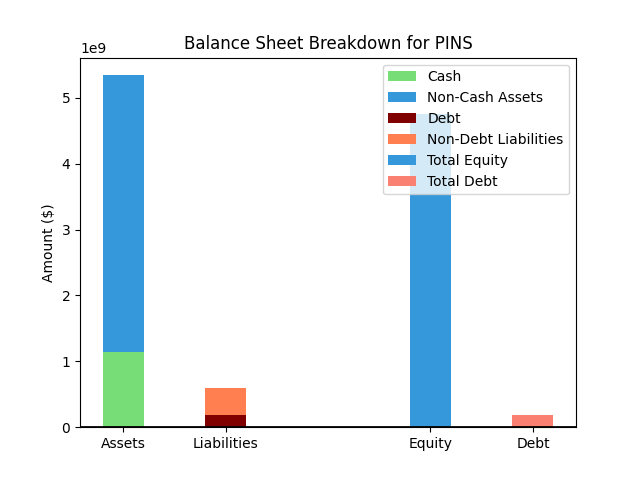 Balance Sheet Breakdown for PINS
1e9
Cash
Non-Cash Assets
Debt
Non-Debt Liabilities
Total Equity
Total Debt
5
4
3
2
1
0
Amount ($)
Assets
Liabilities
Equity
Debt